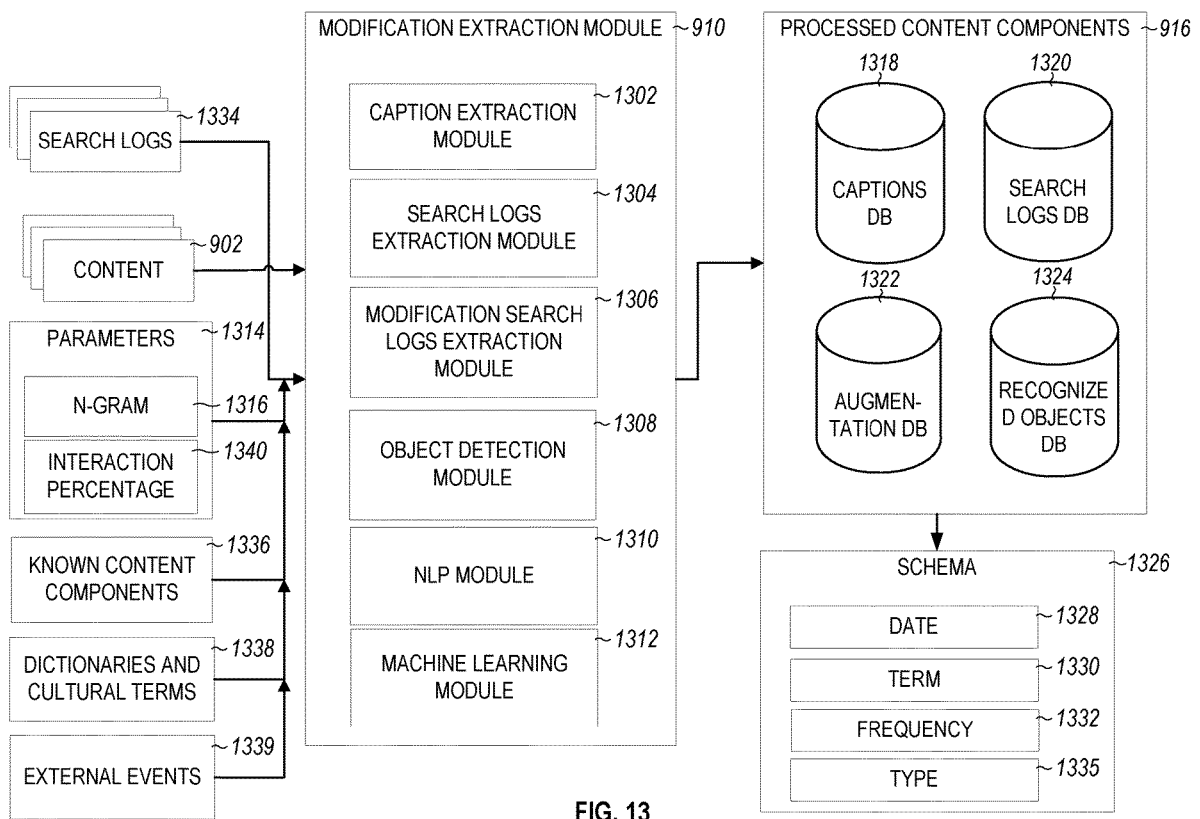 SEARCH LOGS
1334
CONTENT
902
PARAMETERS
1314
N-GRAM
1316
INTERACTION
PERCENTAGE
1340
KNOWN CONTENT
COMPONENTS
1336
DICTIONARIES AND
CULTURAL TERMS
1338
EXTERNAL EVENTS
1339
MODIFICATION EXTRACTION MODULE
910
CAPTION EXTRACTION
MODULE
1302
SEARCH LOGS
EXTRACTION MODULE
1304
MODIFICATION SEARCH
LOGS EXTRACTION
MODULE
1306
OBJECT DETECTION
MODULE
1308
NLP MODULE
1310
MACHINE LEARNING
MODULE
1312
PROCESSED CONTENT COMPONENTS
916
1318
CAPTIONS
DB
1320
SEARCH
LOGS DB
1322
AUGMEN-
TATION DB
1324
RECOGNIZE
D OBJECTS
DB
SCHEMA
1326
DATE
1328
TERM
1330
FREQUENCY
1332
TYPE
1335
FIG. 13